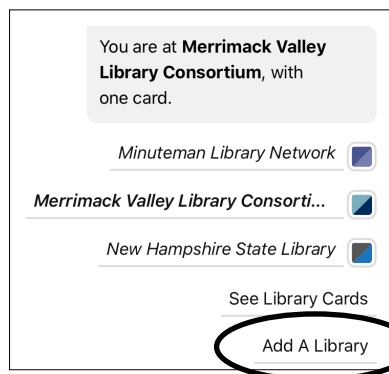 You are at Merrimack Valley
Library Consortium, with
one card.
Minuteman Library Network
Merrimack Valley Library Consorti...
New Hampshire State Library
See Library Cards
Add A Library